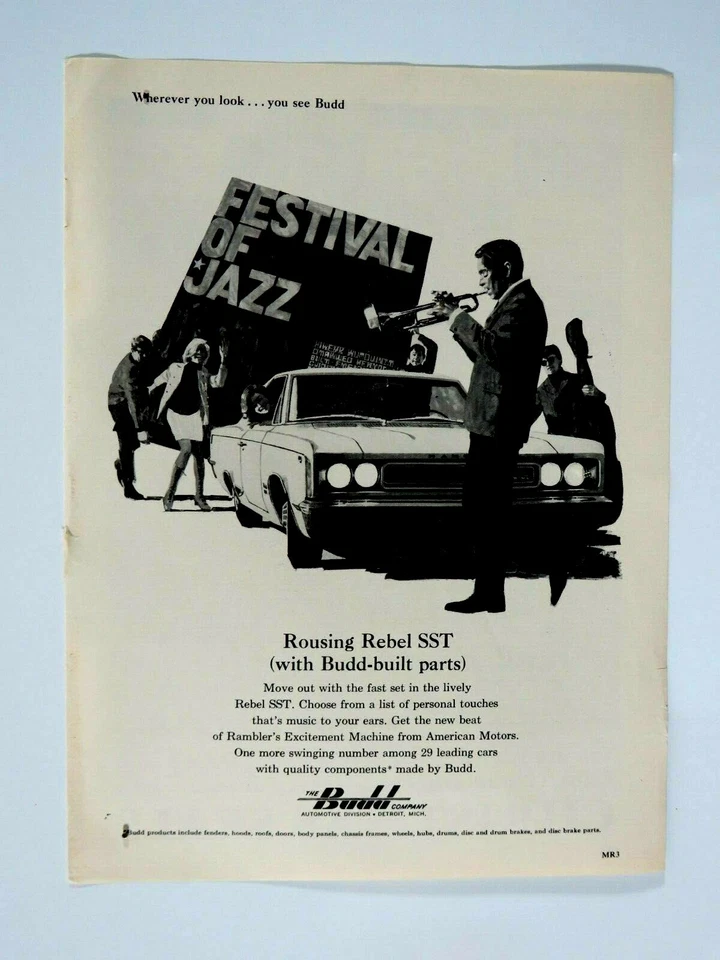 Wherever you look . . . you see Budd
FESTIVAL
OF
★JAZZ
Rousing Rebel SST
(with Budd-built parts)
Move out with the fast set in the lively
Rebel SST. Choose from a list of personal touches
that's music to your ears. Get the new beat
of Rambler's Excitement Machine from American Motors.
One more swinging number among 29 leading cars
with quality components* made by Budd.
THE Budd COMPANY
AUTOMOTIVE DIVISION • DETROIT, MICH.
Budd products include fenders, hoods, roofs, doors, body panels, chassis frames, wheels, hubs, drums, disc and drum brakes, and disc brake parts.
MR3